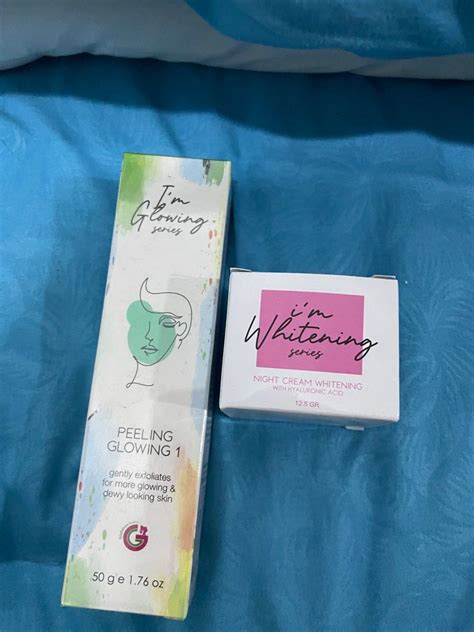 I'm
Glowing
series
PEELING
GLOWING 1
gently exfoliates
for more glowing &
dewy looking skin
50 g e 1.76 oz
i'm
Whitening
series
NIGHT CREAM WHITENING
WITH HYALURONIC ACID
12.5 GR